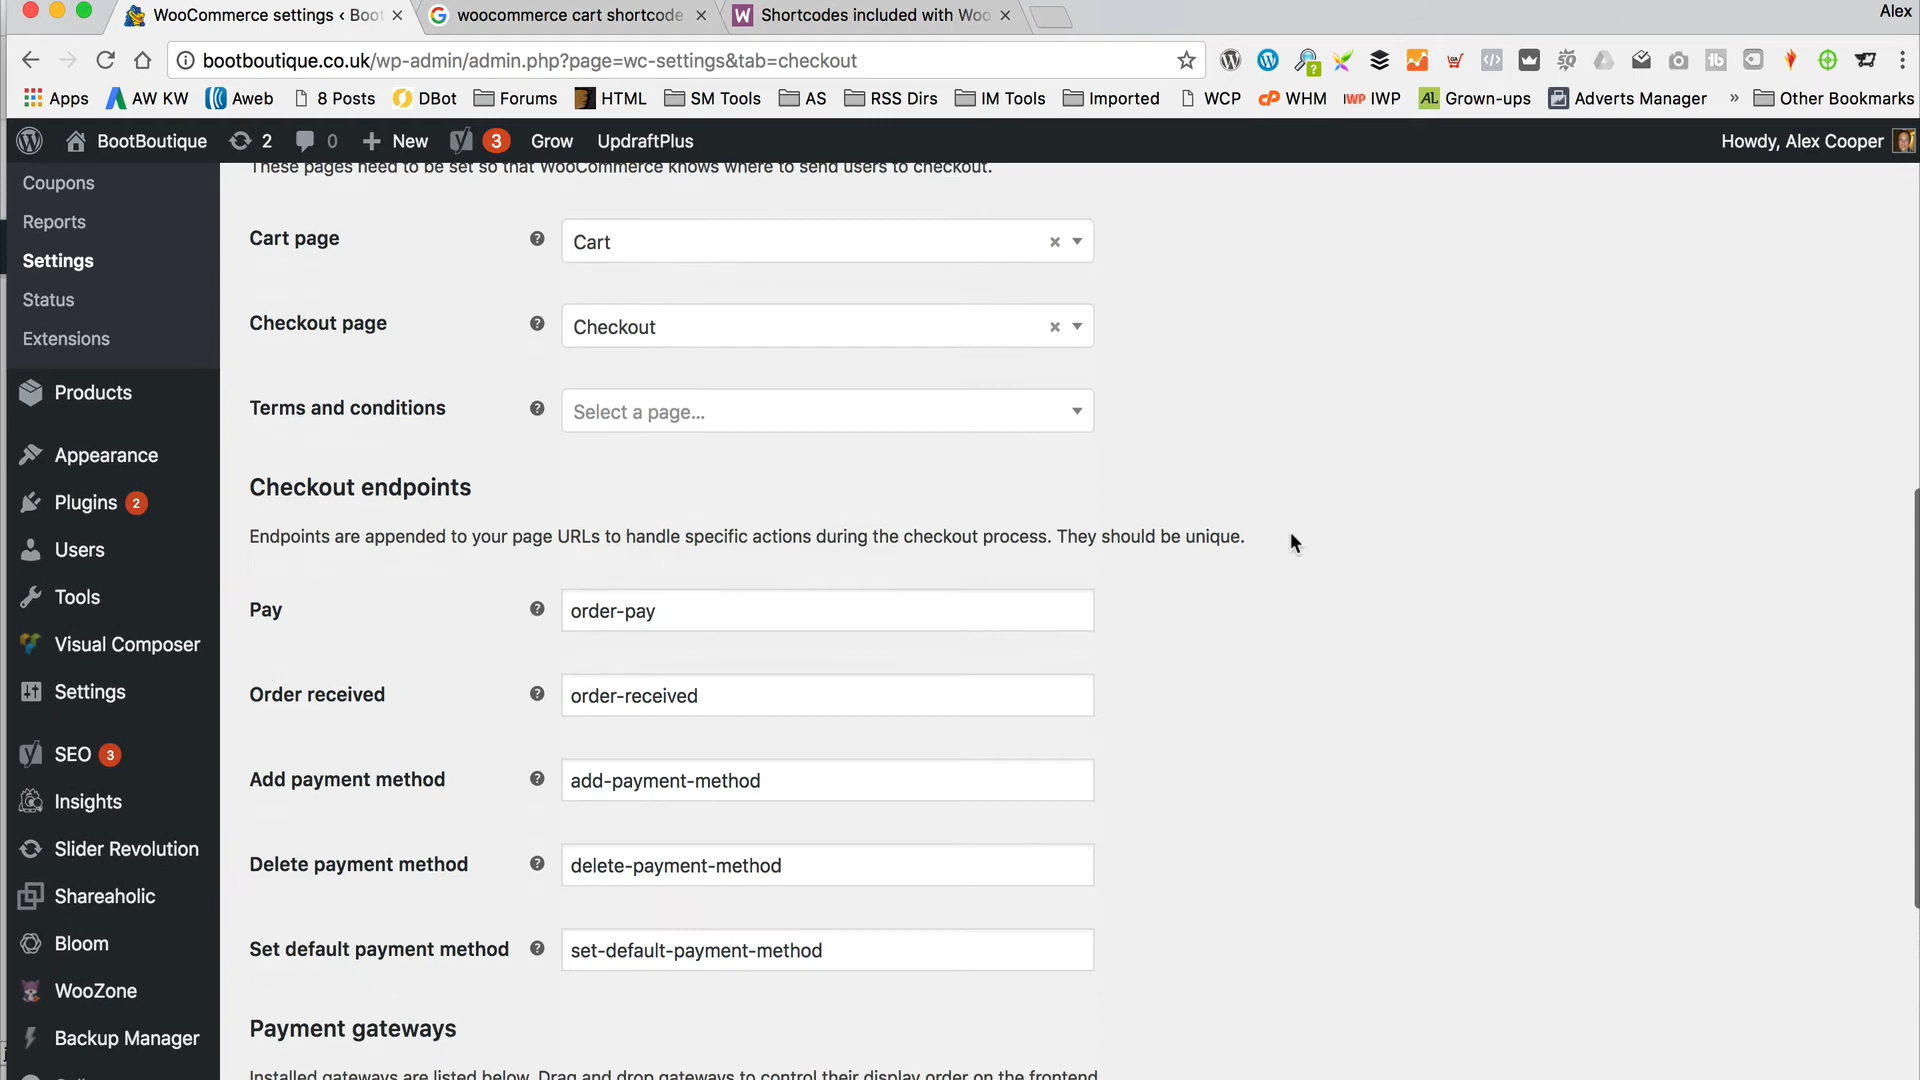 WooCommerce settings ‹ Boot
woocommerce cart shortcode
Shortcodes included with Woo
Alex
bootboutique.co.uk/wp-admin/admin.php?page=wc-settings&tab=checkout
Apps
AW KW
Aweb
8 Posts
DBot
Forums
HTML
SM Tools
AS
RSS Dirs
IM Tools
Imported
WCP
cP WHM
IWP IWP
AL Grown-ups
Adverts Manager
»
Other Bookmarks
BootBoutique
2
0
New
3
Grow
UpdraftPlus
Howdy, Alex Cooper
Coupons
Reports
Settings
Status
Extensions
Products
Appearance
Plugins 2
Users
Tools
Visual Composer
Settings
SEO 3
Insights
Slider Revolution
Shareaholic
Bloom
WooZone
Backup Manager
These pages need to be set so that WooCommerce knows where to send users to checkout.
Cart page
Cart
Checkout page
Checkout
Terms and conditions
Select a page...
Checkout endpoints
Endpoints are appended to your page URLs to handle specific actions during the checkout process. They should be unique.
Pay
order-pay
Order received
order-received
Add payment method
add-payment-method
Delete payment method
delete-payment-method
Set default payment method
set-default-payment-method
Payment gateways
Installed gateways are listed below. Drag and drop gateways to control their display order on the frontend